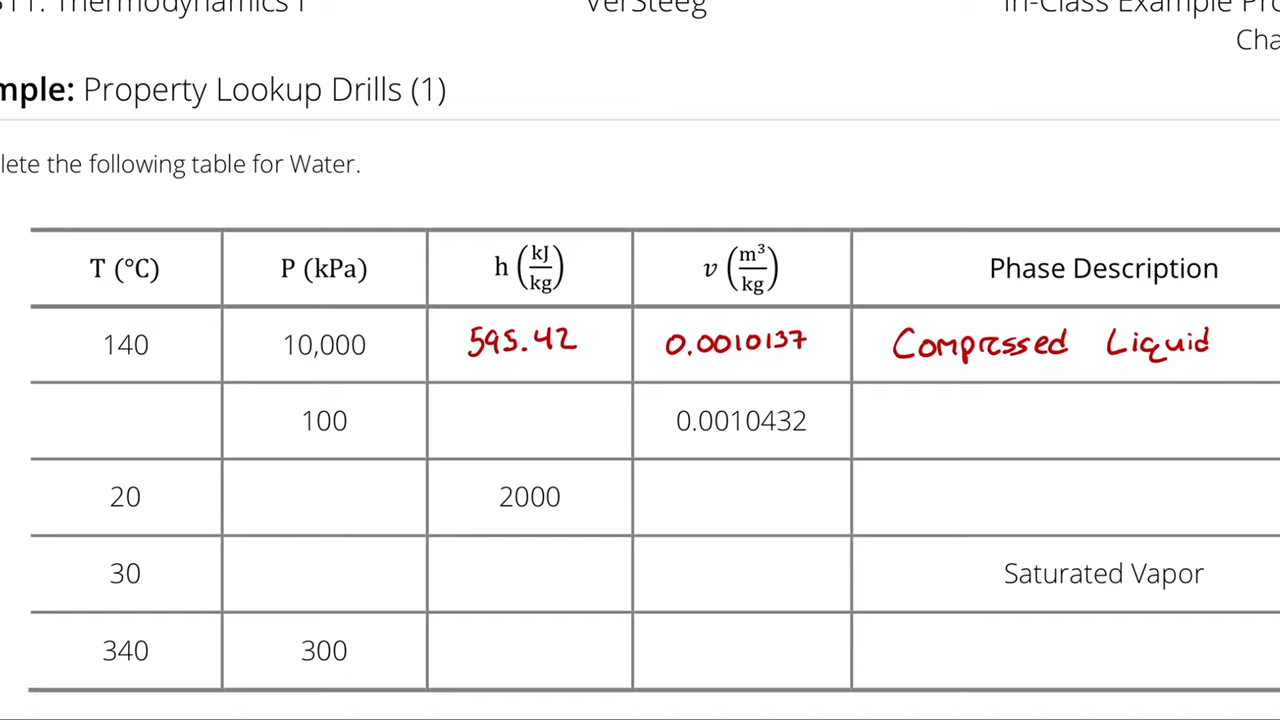 311: Thermodynamics I VerSteeg In-Class Example Pro
Cha
mple: Property Lookup Drills (1)
lete the following table for Water.
T (°C) P (kPa) h (kJ/kg) v (m³/kg) Phase Description
140 10,000 595.42 0.0010137 Compressed Liquid
100 0.0010432
20 2000
30 Saturated Vapor
340 300